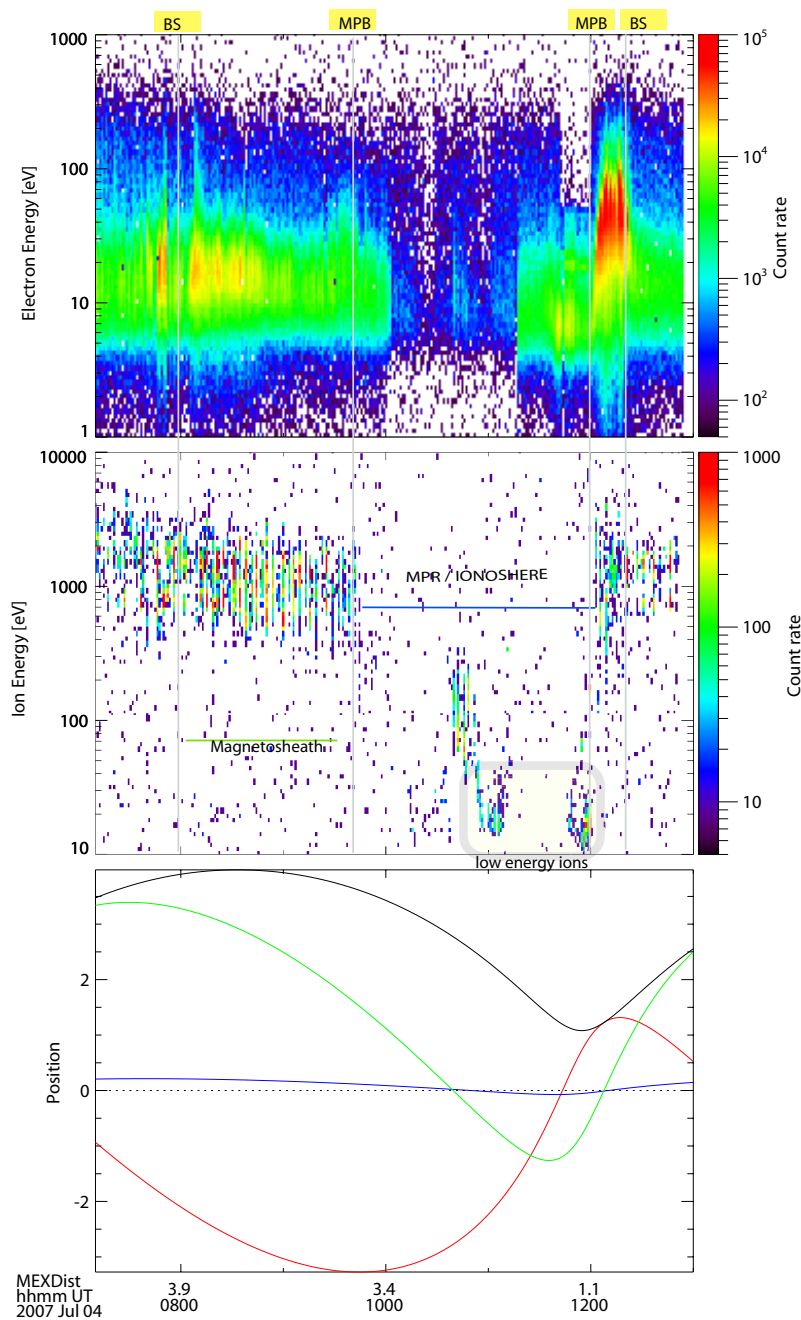 BS MPB MPB BS
1000
100
10
1
Electron Energy [eV]
10^5
10^4
10^3
10^2
Count rate
10000
1000
100
10
Ion Energy [eV]
MPR / IONOSHERE
Magnetosheath
low energy ions
1000
100
10
Count rate
2
0
-2
Position
MEXDist 3.9 3.4 1.1
hhmm UT 0800 1000 1200
2007 Jul 04